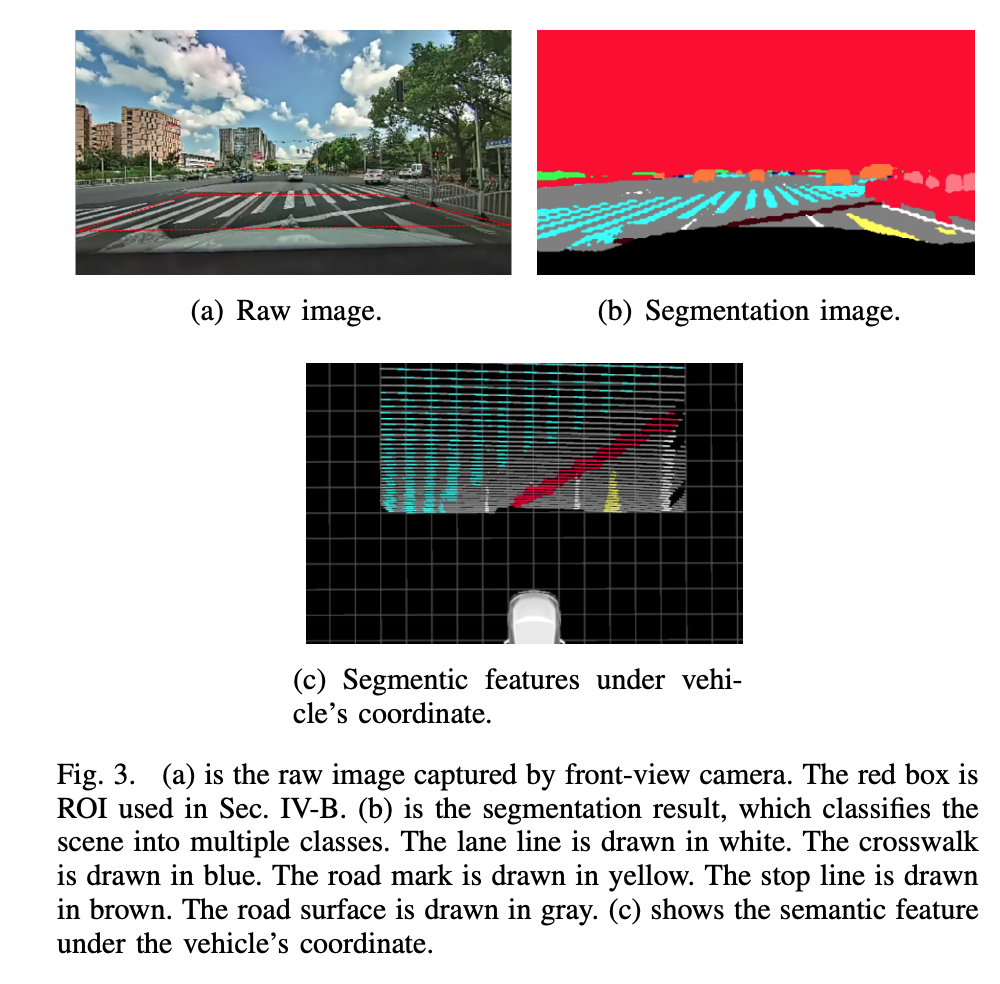 (a) Raw image.
(b) Segmentation image.
(c) Segmentic features under vehi-
cle's coordinate.
Fig. 3. (a) is the raw image captured by front-view camera. The red box is
ROI used in Sec. IV-B. (b) is the segmentation result, which classifies the
scene into multiple classes. The lane line is drawn in white. The crosswalk
is drawn in blue. The road mark is drawn in yellow. The stop line is drawn
in brown. The road surface is drawn in gray. (c) shows the semantic feature
under the vehicle's coordinate.